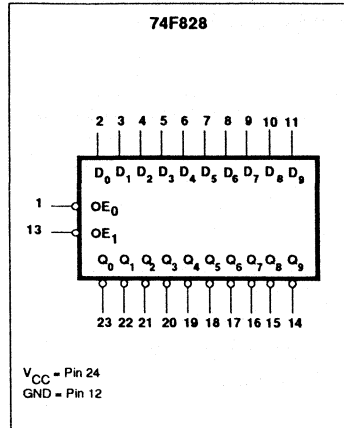 74F828
2 3 4 5 6 7 8 9 10 11
D0 D1 D2 D3 D4 D5 D6 D7 D8 D9
1 OE0
13 OE1
Q0 Q1 Q2 Q3 Q4 Q5 Q6 Q7 Q8 Q9
23 22 21 20 19 18 17 16 15 14
VCC = Pin 24
GND = Pin 12